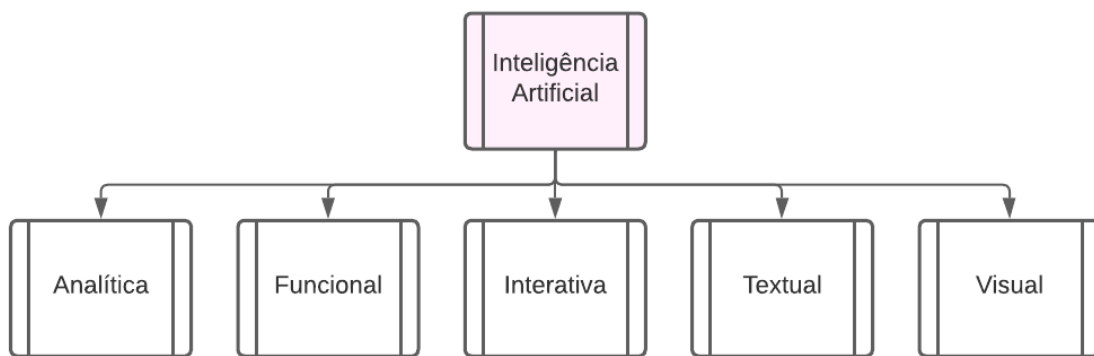 Inteligência
Artificial
Analítica
Funcional
Interativa
Textual
Visual